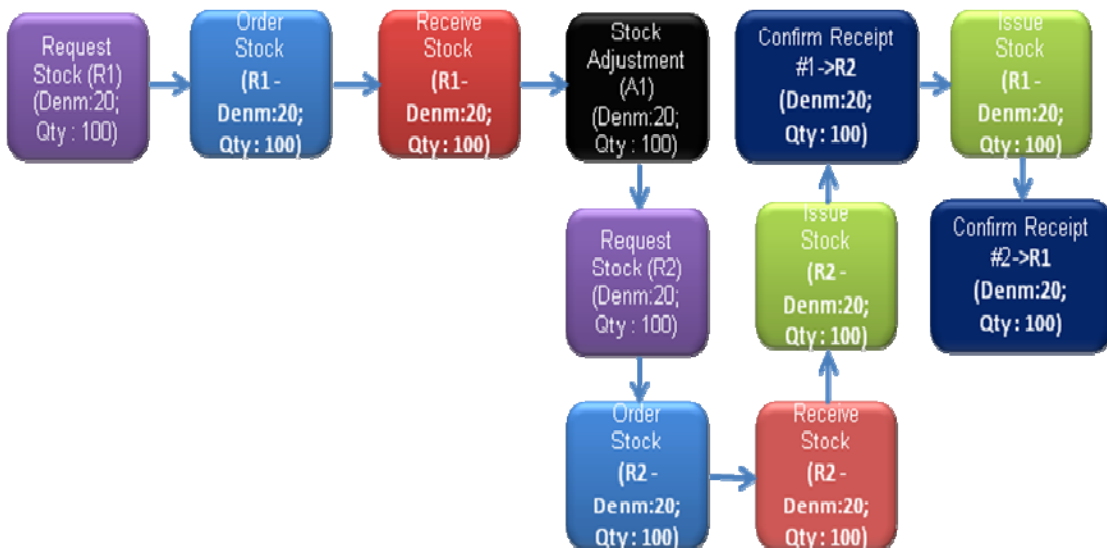 Request
Stock (R1)
(Denm:20;
Qty : 100)
Order
Stock
(R1 -
Denm:20;
Qty : 100)
Receive
Stock
(R1-
Denm:20;
Qty : 100)
Stock
Adjustment
(A1)
(Denm:20;
Qty : 100)
Request
Stock (R2)
(Denm:20;
Qty : 100)
Order
Stock
(R2 -
Denm:20;
Qty : 100)
Receive
Stock
(R2 -
Denm:20;
Qty : 100)
Issue
Stock
(R2 -
Denm:20;
Qty : 100)
Confirm Receipt
#1->R2
(Denm:20;
Qty : 100)
Issue
Stock
(R1 -
Denm:20;
Qty : 100)
Confirm Receipt
#2->R1
(Denm:20;
Qty : 100)